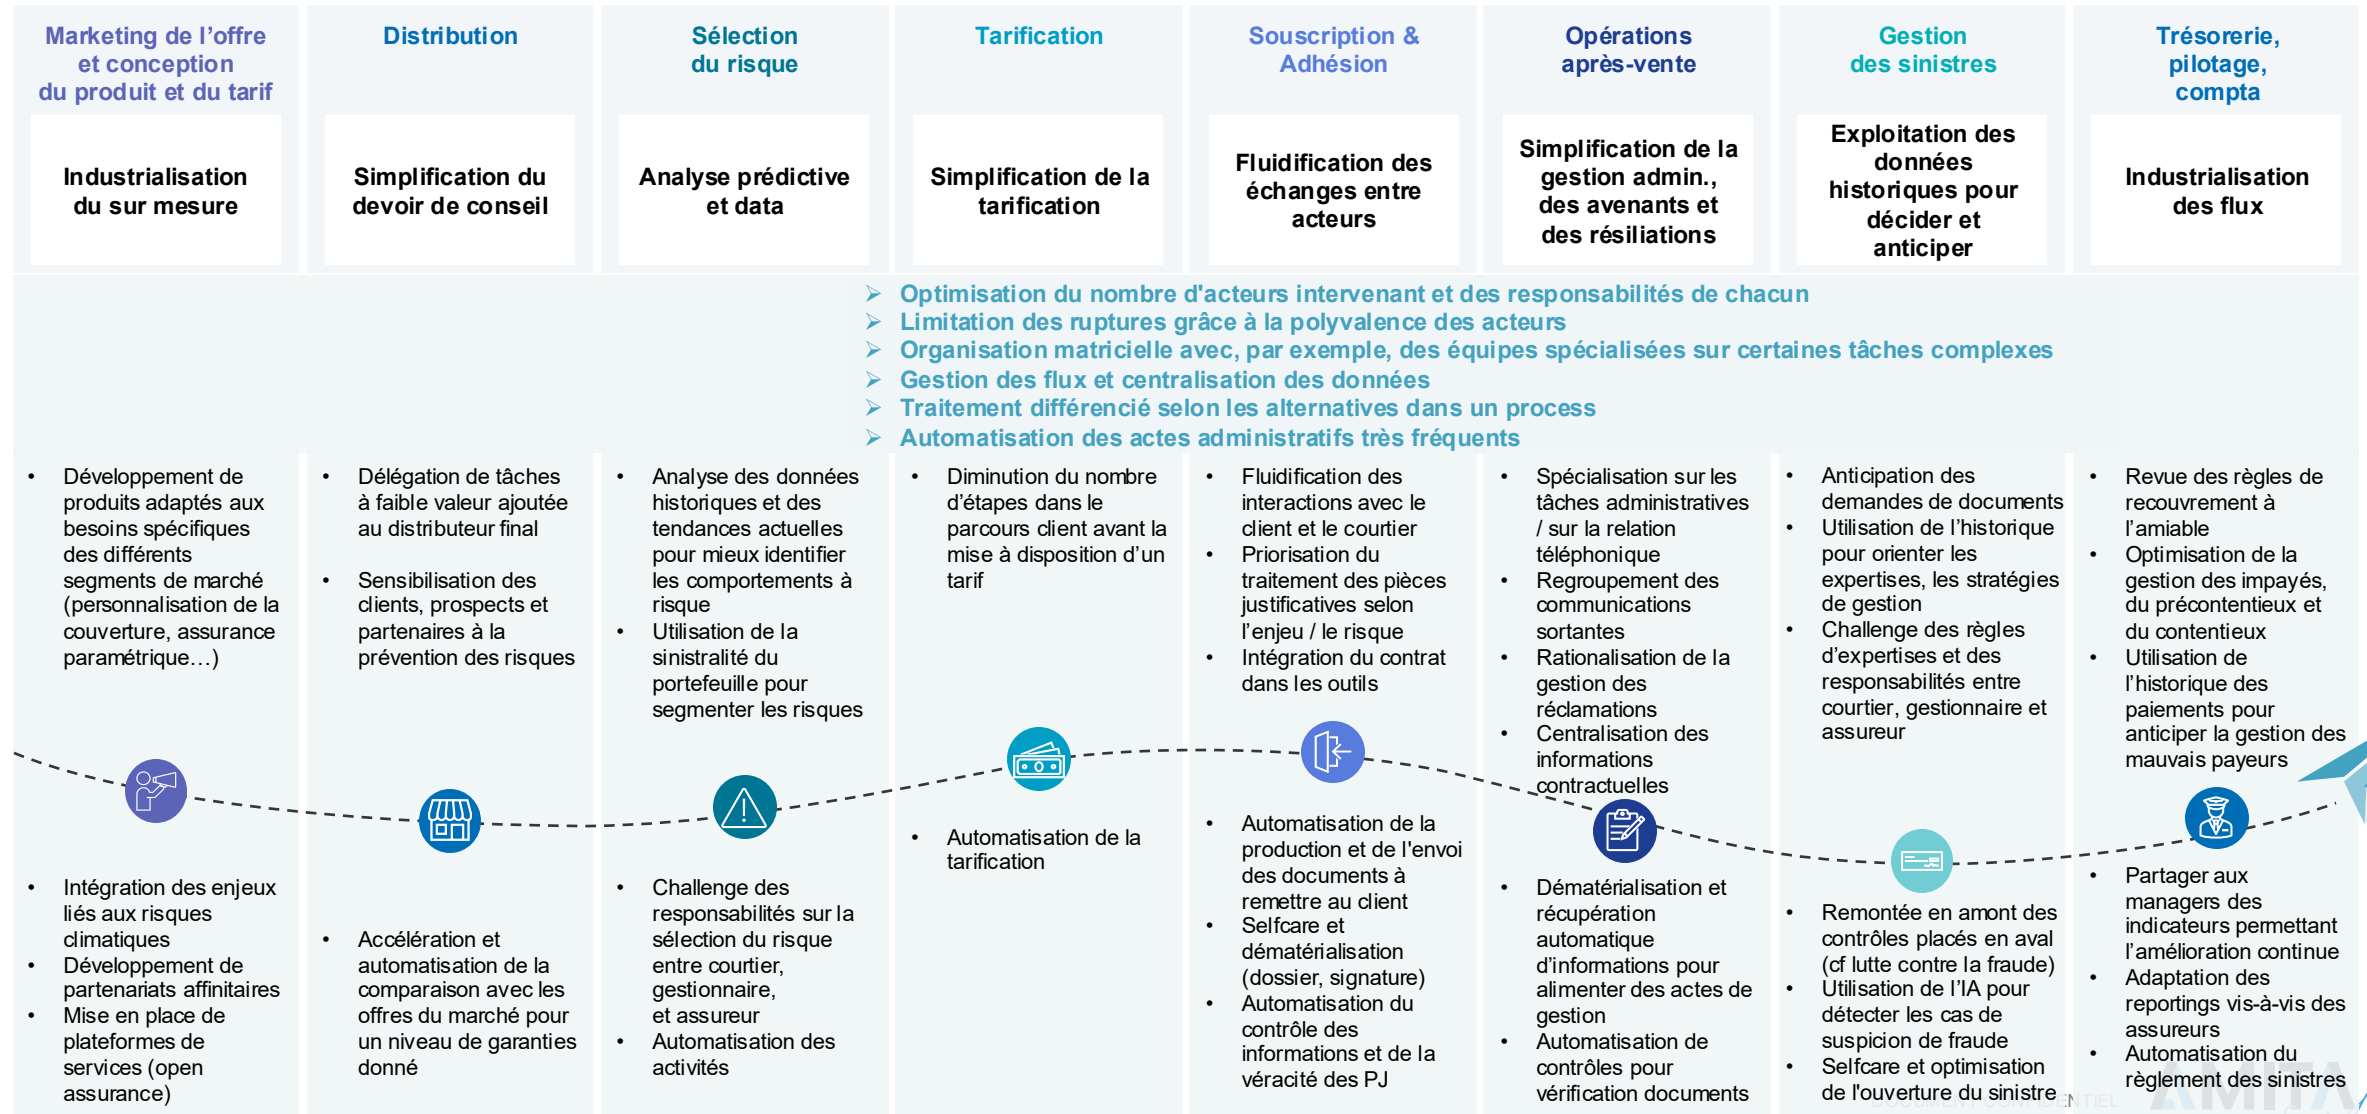 Marketing de l’offre
et conception
du produit et du tarif
Industrialisation
du sur mesure
Distribution
Simplification du
devoir de conseil
Sélection
du risque
Analyse prédictive
et data
Tarification
Simplification de la
tarification
Souscription &
Adhésion
Fluidification des
échanges entre
acteurs
Opérations
après-vente
Simplification de la
gestion admin.,
des avenants et
des résiliations
Gestion
des sinistres
Exploitation des
données
historiques pour
décider et
anticiper
Trésorerie,
pilotage,
compta
Industrialisation
des flux
➢ Optimisation du nombre d'acteurs intervenant et des responsabilités de chacun
➢ Limitation des ruptures grâce à la polyvalence des acteurs
➢ Organisation matricielle avec, par exemple, des équipes spécialisées sur certaines tâches complexes
➢ Gestion des flux et centralisation des données
➢ Traitement différencié selon les alternatives dans un process
➢ Automatisation des actes administratifs très fréquents
• Développement de
produits adaptés aux
besoins spécifiques
des différents
segments de marché
(personnalisation de la
couverture, assurance
paramétrique…)
• Intégration des enjeux
liés aux risques
climatiques
• Développement de
partenariats affinitaires
• Mise en place de
plateformes de
services (open
assurance)
• Délégation de tâches
à faible valeur ajoutée
au distributeur final
• Sensibilisation des
clients, prospects et
partenaires à la
prévention des risques
• Accélération et
automatisation de la
comparaison avec les
offres du marché pour
un niveau de garanties
donné
• Analyse des données
historiques et des
tendances actuelles
pour mieux identifier
les comportements à
risque
• Utilisation de la
sinistralité du
portefeuille pour
segmenter les risques
• Challenge des
responsabilités sur la
sélection du risque
entre courtier,
gestionnaire,
et assureur
• Automatisation des
activités
• Diminution du nombre
d’étapes dans le
parcours client avant la
mise à disposition d’un
tarif
• Automatisation de la
tarification
• Fluidification des
interactions avec le
client et le courtier
• Priorisation du
traitement des pièces
justificatives selon
l’enjeu / le risque
• Intégration du contrat
dans les outils
• Automatisation de la
production et de l'envoi
des documents à
remettre au client
• Selfcare et
dématérialisation
(dossier, signature)
• Automatisation du
contrôle des
informations et de la
véracité des PJ
• Spécialisation sur les
tâches administratives
/ sur la relation
téléphonique
• Regroupement des
communications
sortantes
• Rationalisation de la
gestion des
réclamations
• Centralisation des
informations
contractuelles
• Dématérialisation et
récupération
automatique
d’informations pour
alimenter des actes de
gestion
• Automatisation de
contrôles pour
vérification documents
• Anticipation des
demandes de documents
• Utilisation de l’historique
pour orienter les
expertises, les stratégies
de gestion
• Challenge des règles
d’expertises et des
responsabilités entre
courtier, gestionnaire et
assureur
• Remontée en amont des
contrôles placés en aval
(cf lutte contre la fraude)
• Utilisation de l’IA pour
détecter les cas de
suspicion de fraude
• Selfcare et optimisation
de l'ouverture du sinistre
• Revue des règles de
recouvrement à
l’amiable
• Optimisation de la
gestion des impayés,
du précontentieux et
du contentieux
• Utilisation de
l’historique des
paiements pour
anticiper la gestion des
mauvais payeurs
• Partager aux
managers des
indicateurs permettant
l’amélioration continue
• Adaptation des
reportings vis-à-vis des
assureurs
• Automatisation du
règlement des sinistres
DOCUMENT CONFIDENTIEL
AMITA